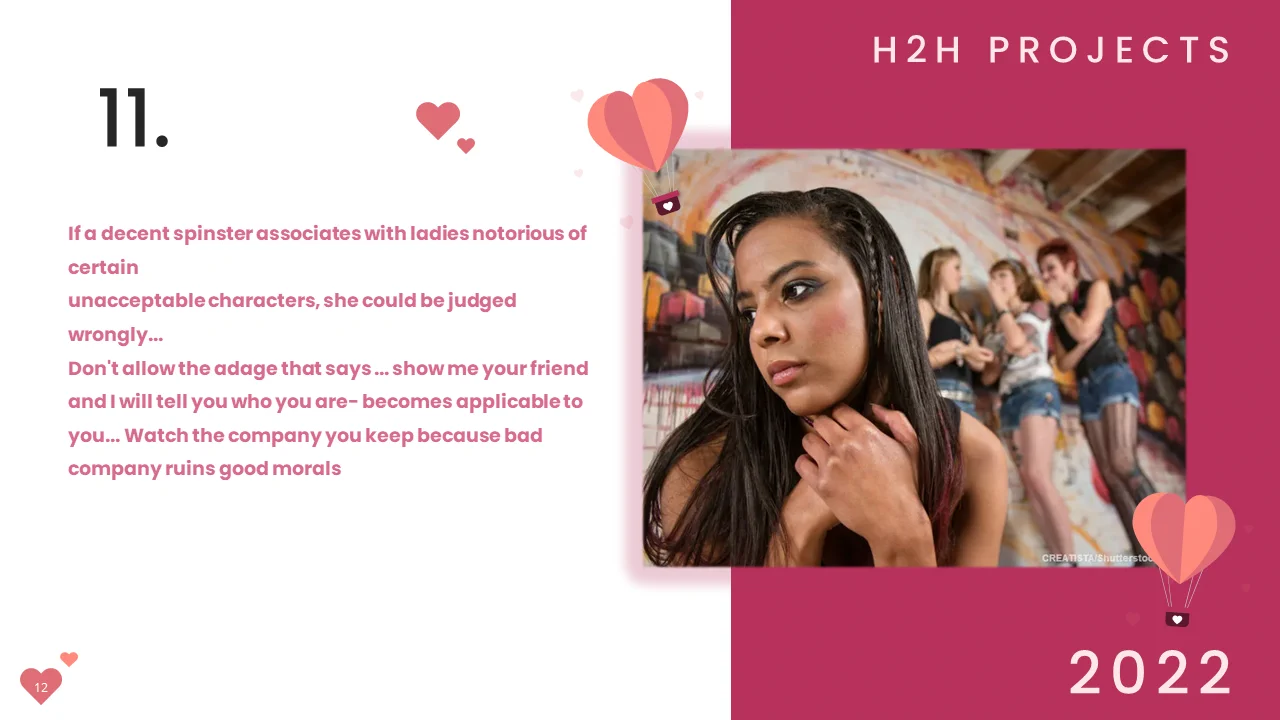 H2H PROJECTS
11.
If a decent spinster associates with ladies notorious of
certain
unacceptable characters, she could be judged
wrongly...
Don't allow the adage that says ... show me your friend
and I will tell you who you are- becomes applicable to
you... Watch the company you keep because bad
company ruins good morals
CREATISTA/Shutterstoc
2022
12